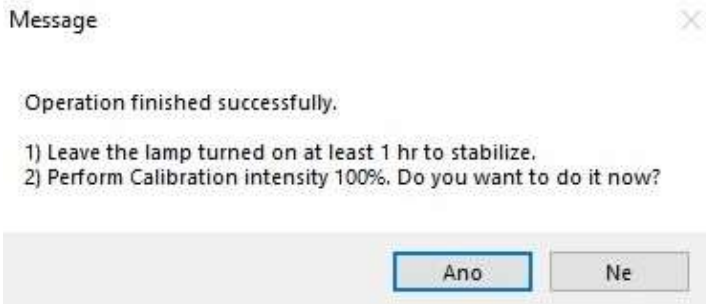 Message
Operation finished successfully.
1) Leave the lamp turned on at least 1 hr to stabilize.
2) Perform Calibration intensity 100%. Do you want to do it now?
Ano
Ne